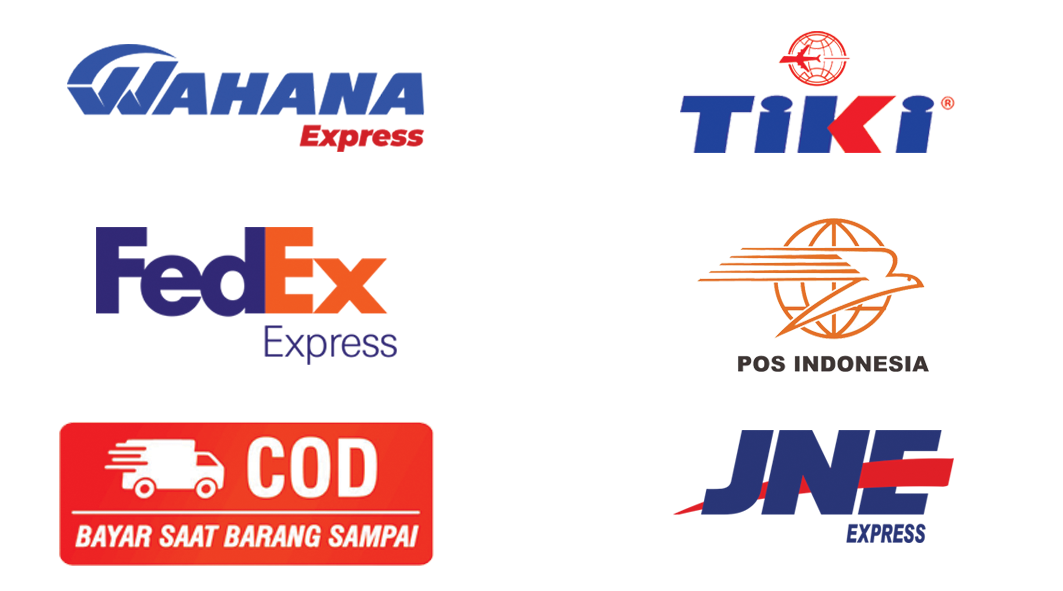 WAHANA
Express
TiKi®
FedEx
Express
POS INDONESIA
COD
BAYAR SAAT BARANG SAMPAI
JNE
EXPRESS